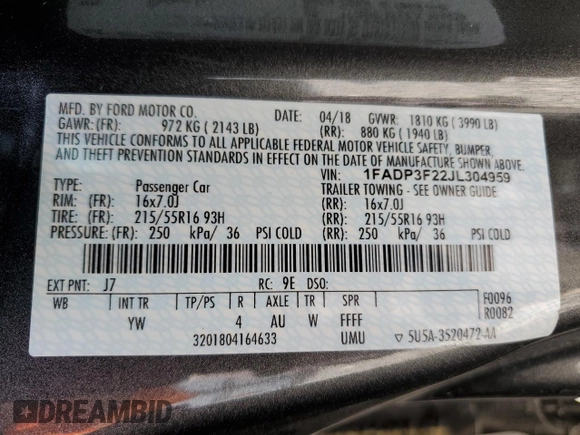 MFD. BY FORD MOTOR CO. DATE: 04/18 GVWR: 1810 KG ( 3990 LB)
GAWR: (FR): 972 KG ( 2143 LB) (RR): 880 KG ( 1940 LB)
THIS VEHICLE CONFORMS TO ALL APPLICABLE FEDERAL MOTOR VEHICLE SAFETY, BUMPER,
AND THEFT PREVENTION STANDARDS IN EFFECT ON THE DATE OF MANUFACTURE SHOWN ABOVE.
VIN: 1FADP3F22JL304959
TYPE: Passenger Car TRAILER TOWING - SEE OWNER GUIDE
RIM: (FR): 16x7.0J (RR): 16x7.0J
TIRE: (FR): 215/55R16 93H (RR): 215/55R16 93H
PRESSURE: (FR): 250 kPa/ 36 PSI COLD (RR): 250 kPa/ 36 PSI COLD
EXT PNT: J7 RC: 9E DSO:
WB INT TR TP/PS R AXLE TR SPR F0096
R0082
YW 4 AU W FFFF
3201804164633 UMU ▽ 5U5A-3520472-AA
DREAMBID